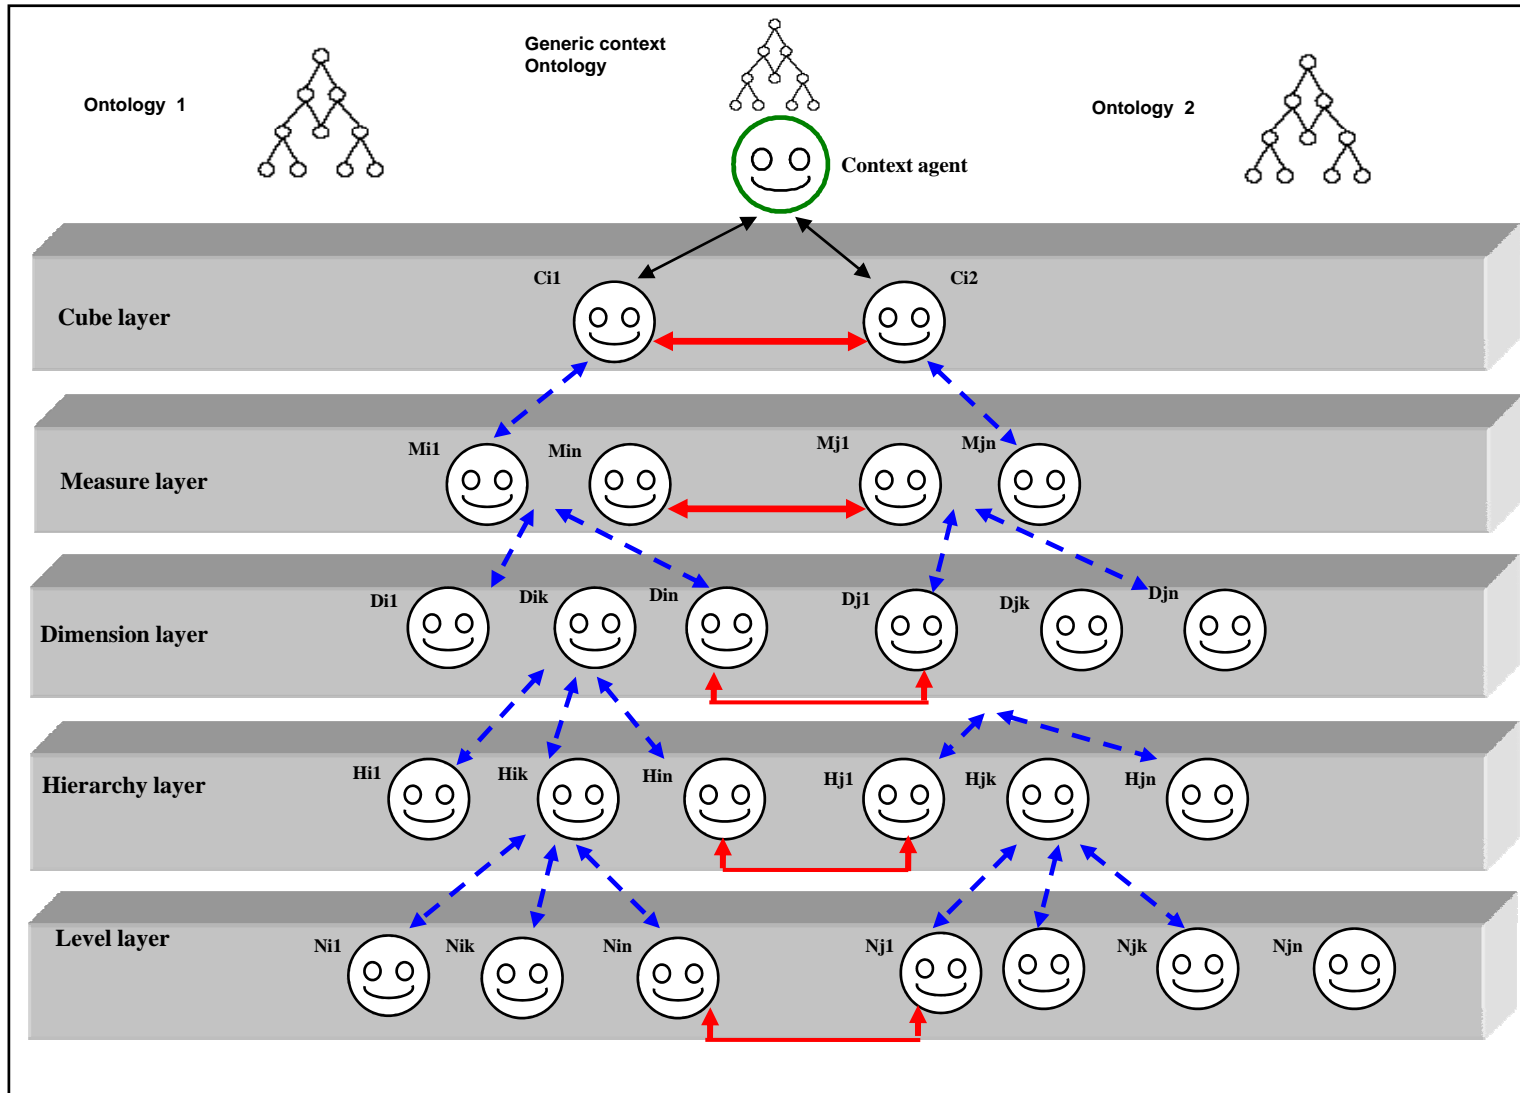 Generic context
Ontology
Ontology 1
Ontology 2
Context agent
Ci1
Ci2
Cube layer
Mi1
Min
Mj1
Mjn
Measure layer
Di1
Dik
Din
Dj1
Djk
Djn
Dimension layer
Hi1
Hik
Hin
Hj1
Hjk
Hjn
Hierarchy layer
Level layer
Ni1
Nik
Nin
Nj1
Njk
Njn